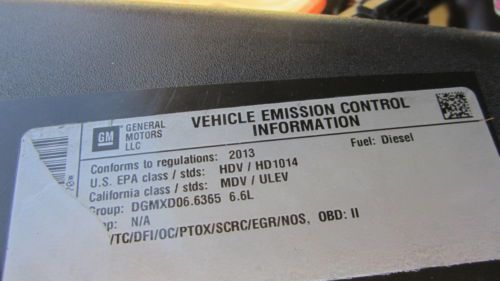 GM GENERAL MOTORS LLC
VEHICLE EMISSION CONTROL INFORMATION
Conforms to regulations: 2013 Fuel: Diesel
U.S. EPA class / stds: HDV / HD1014
California class / stds: MDV / ULEV
Group: DGMXD06.6365 6.6L
p: N/A
/TC/DFI/OC/PTOX/SCRC/EGR/NOS, OBD: II